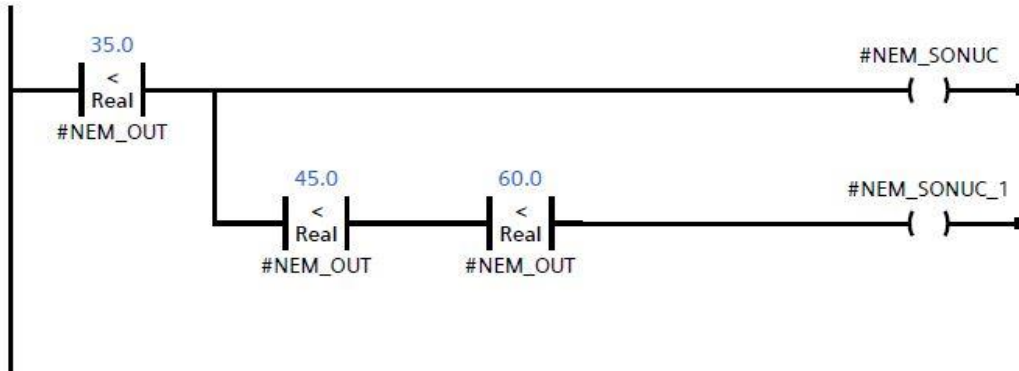 35.0
<
Real
#NEM_OUT
#NEM_SONUC
( )
45.0
<
Real
#NEM_OUT
60.0
<
Real
#NEM_OUT
#NEM_SONUC_1
( )